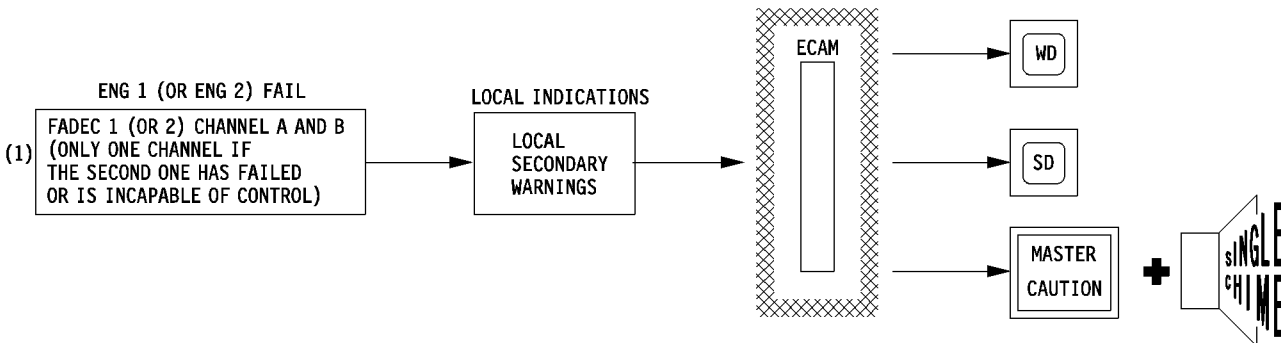 ENG 1 (OR ENG 2) FAIL
(1)
FADEC 1 (OR 2) CHANNEL A AND B
(ONLY ONE CHANNEL IF
THE SECOND ONE HAS FAILED
OR IS INCAPABLE OF CONTROL)
LOCAL INDICATIONS
LOCAL
SECONDARY
WARNINGS
ECAM
WD
SD
MASTER
CAUTION
SINGLE
CHIME